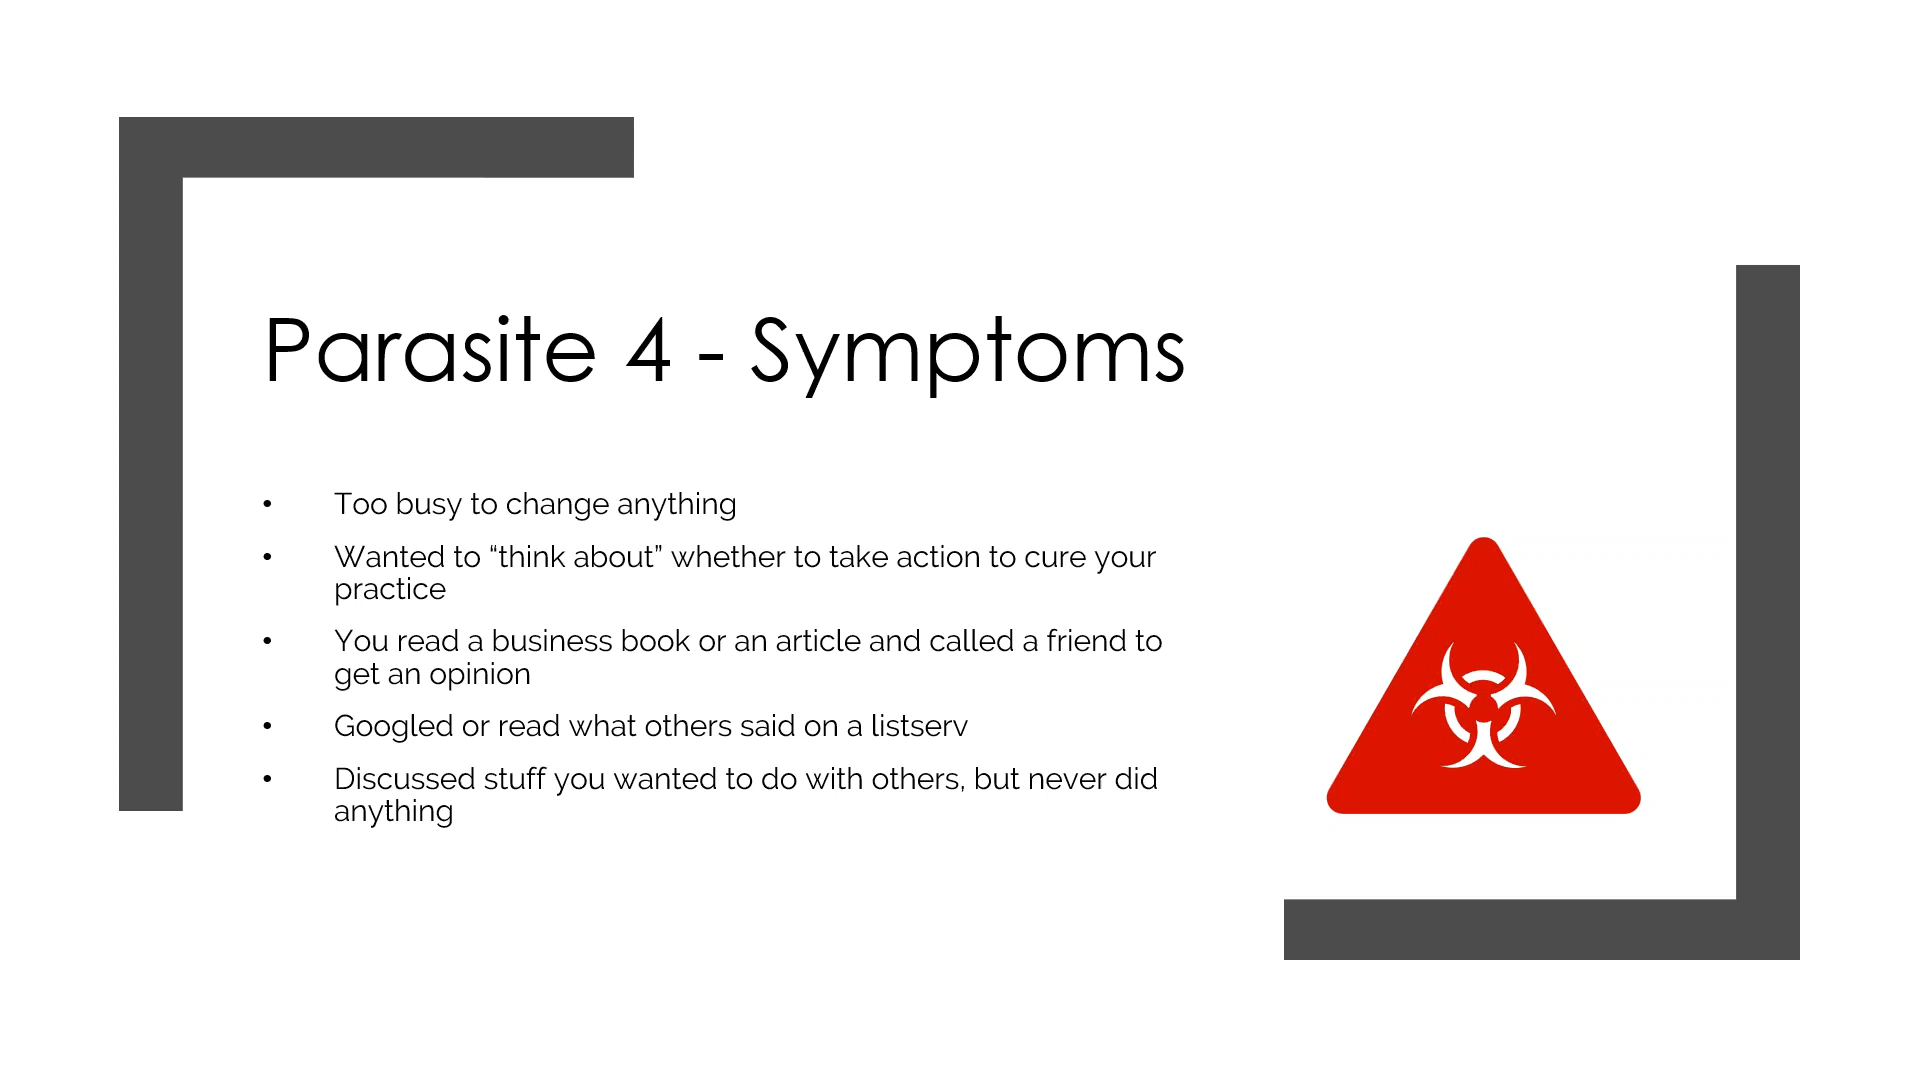 Parasite 4 - Symptoms
• Too busy to change anything
• Wanted to “think about” whether to take action to cure your
practice
• You read a business book or an article and called a friend to
get an opinion
• Googled or read what others said on a listserv
• Discussed stuff you wanted to do with others, but never did
anything